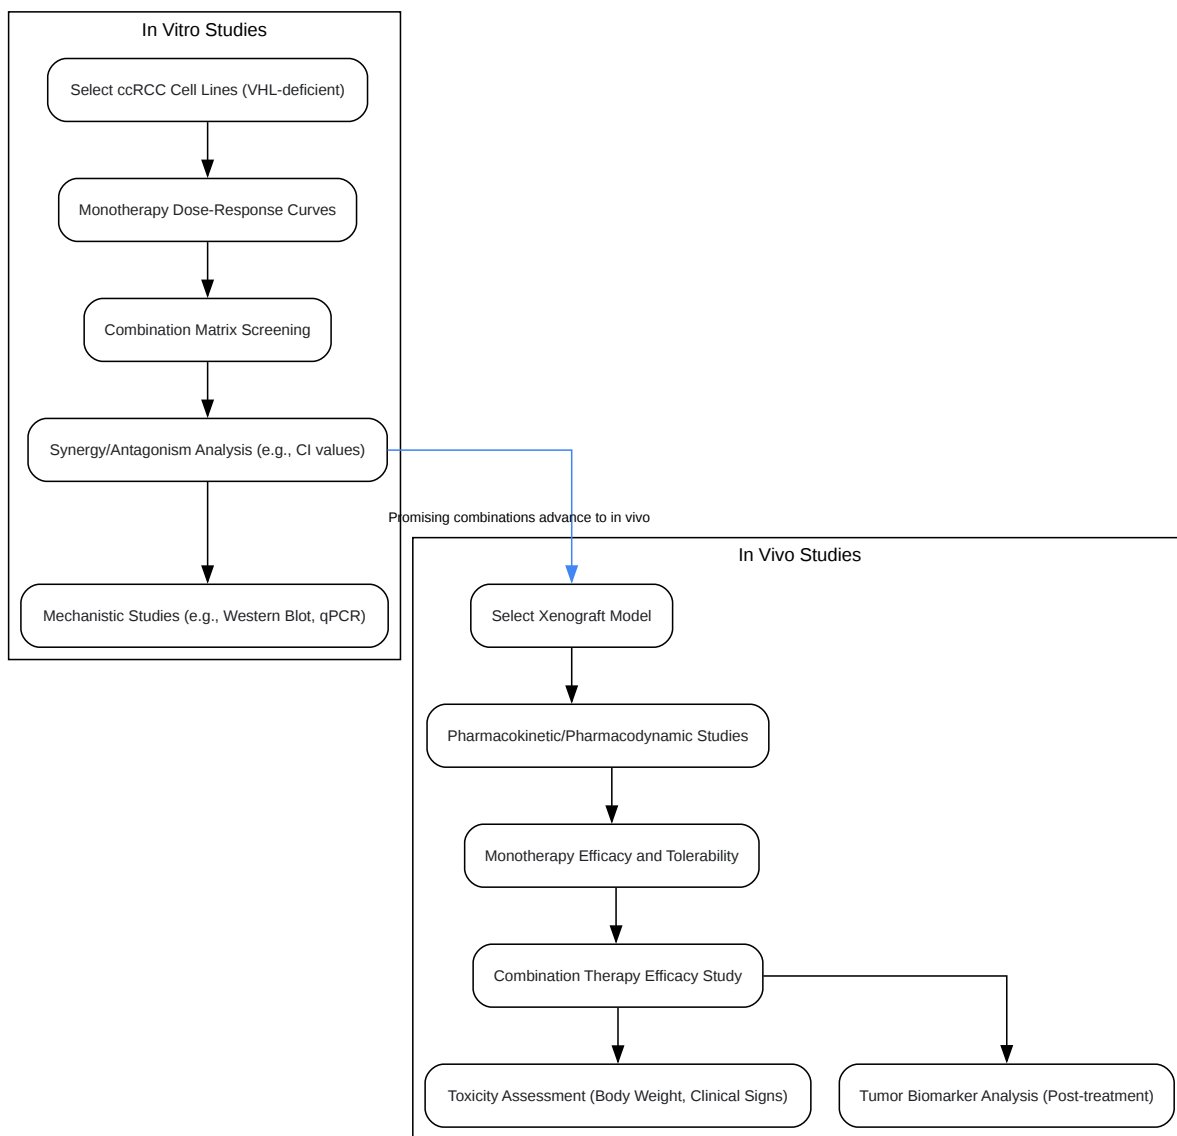 In Vitro Studies
Select ccRCC Cell Lines (VHL-deficient)
Monotherapy Dose-Response Curves
Combination Matrix Screening
Synergy/Antagonism Analysis (e.g., CI values)
Promising combinations advance to in vivo
Mechanistic Studies (e.g., Western Blot, qPCR)
In Vivo Studies
Select Xenograft Model
Pharmacokinetic/Pharmacodynamic Studies
Monotherapy Efficacy and Tolerability
Combination Therapy Efficacy Study
Toxicity Assessment (Body Weight, Clinical Signs)
Tumor Biomarker Analysis (Post-treatment)